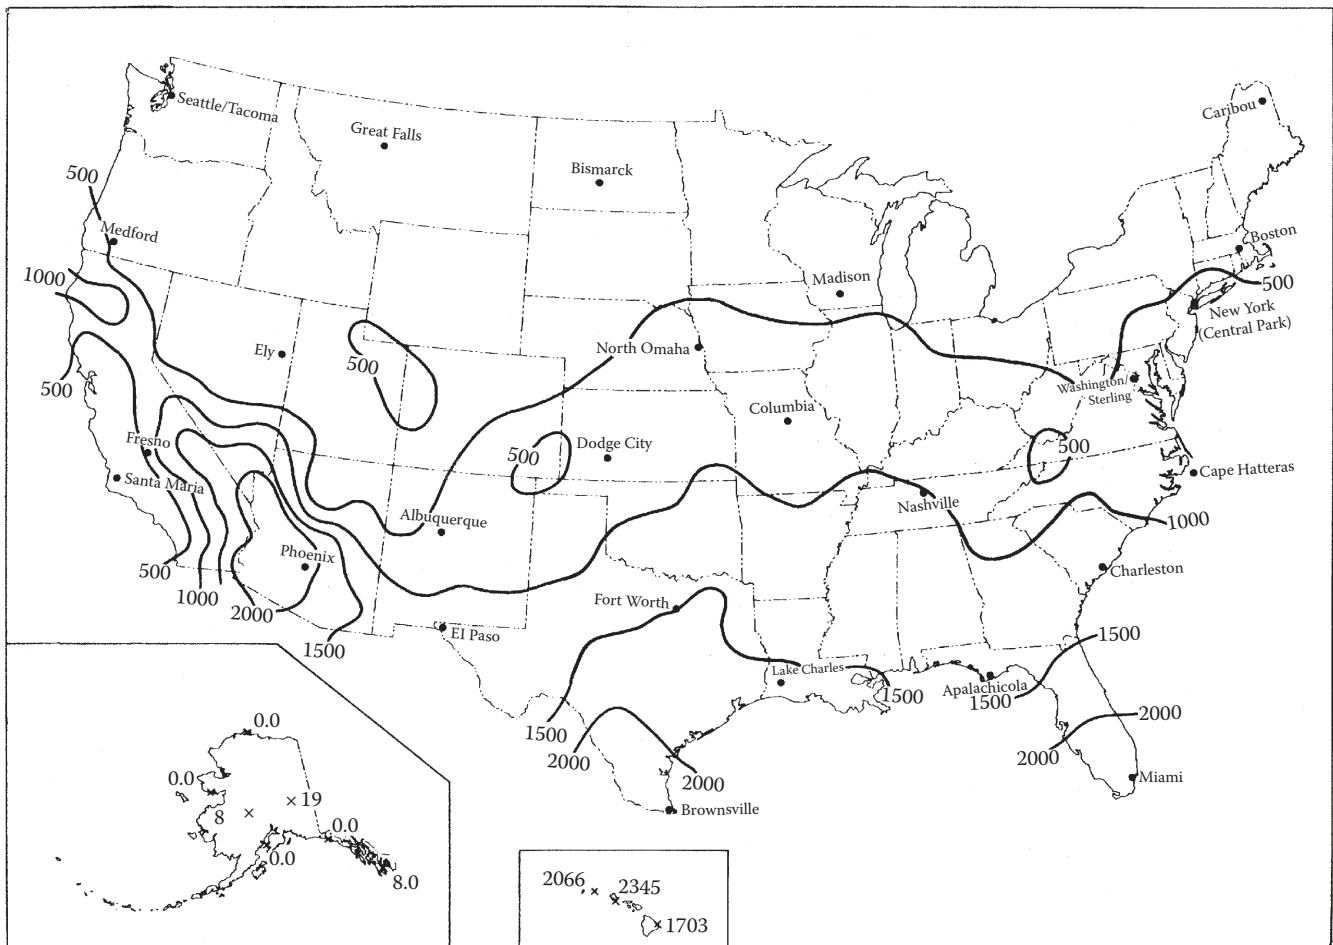 Caribou
Seattle/Tacoma
Great Falls
Bismarck
500
Medford
Boston
1000
Madison
500
New York
(Central Park)
Ely
North Omaha
500
500
Washington/
Sterling
Columbia
Fresno
Dodge City
500
500
Santa Maria
Cape Hatteras
Nashville
Albuquerque
1000
Phoenix
500
Charleston
1000
2000
Fort Worth
El Paso
1500
1500
Lake Charles
Apalachicola
1500
1500
1500
2000
2000
2000
2000
Miami
Brownsville
0.0
0.0
19
8
0.0
0.0
8.0
2066
2345
1703